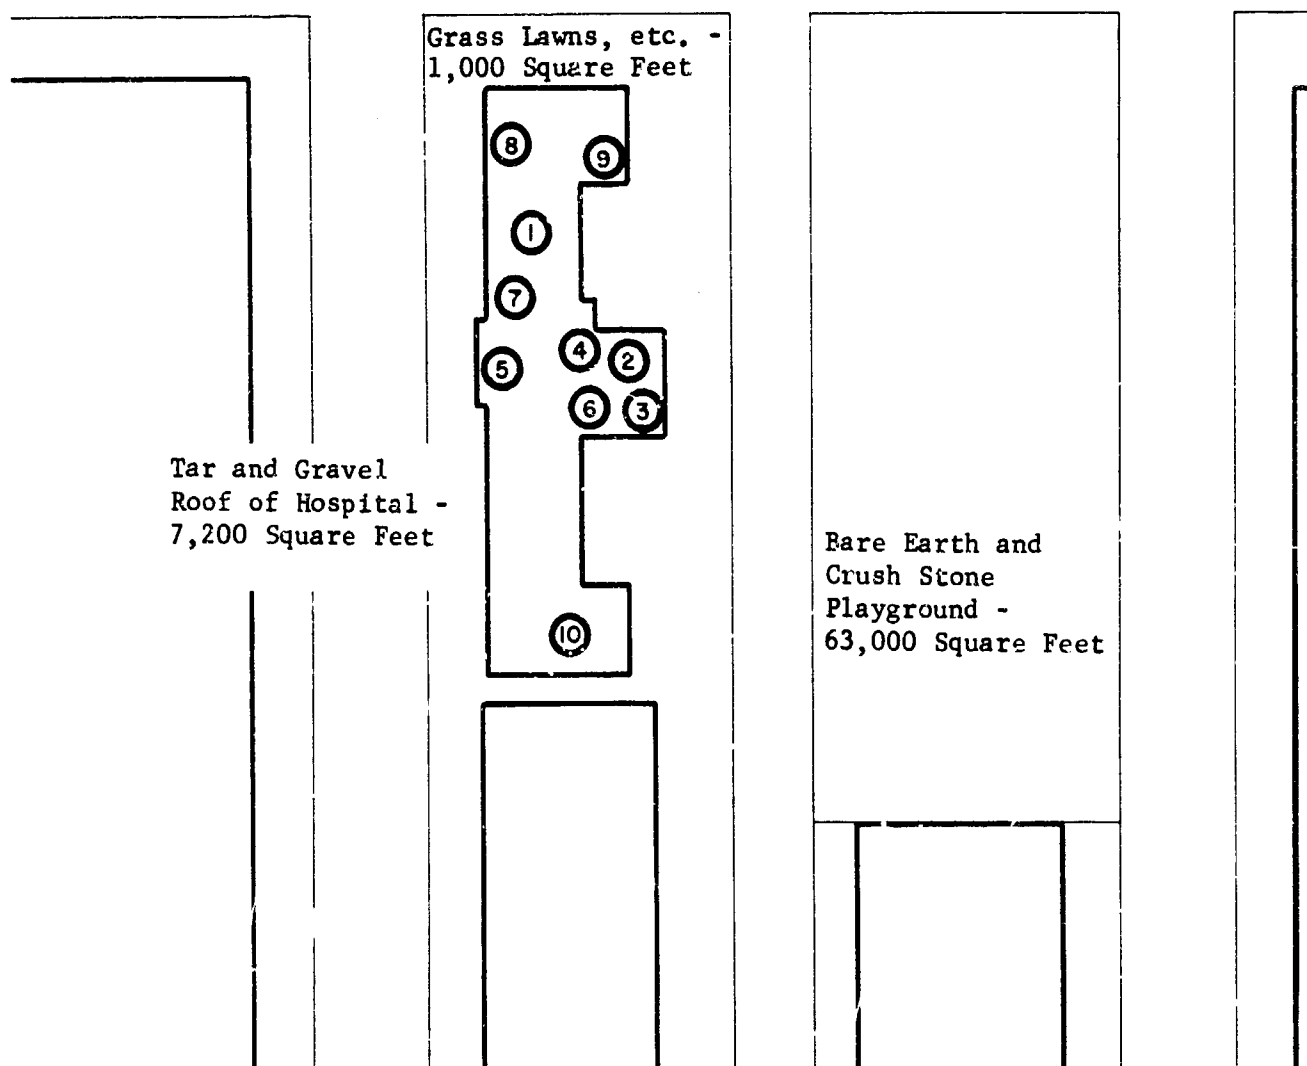 Grass Lawns, etc. -
1,000 Square Feet
8
9
1
7
4
2
5
6
3
Tar and Gravel
Roof of Hospital -
7,200 Square Feet
Bare Earth and
Crush Stone
Playground -
63,000 Square Feet
10